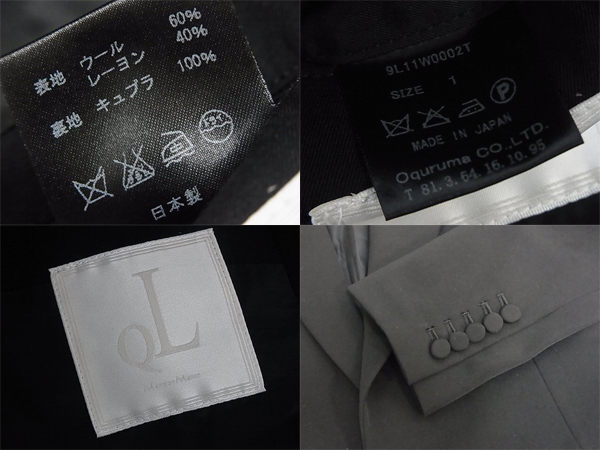 表地 ウール 60%
レーヨン 40%
裏地 キュプラ 100%
日本製
9L11W0002T
SIZE 1
P
MADE IN JAPAN
Oquruma CO.,LTD.
T 81.3.64.16.10.95
QL